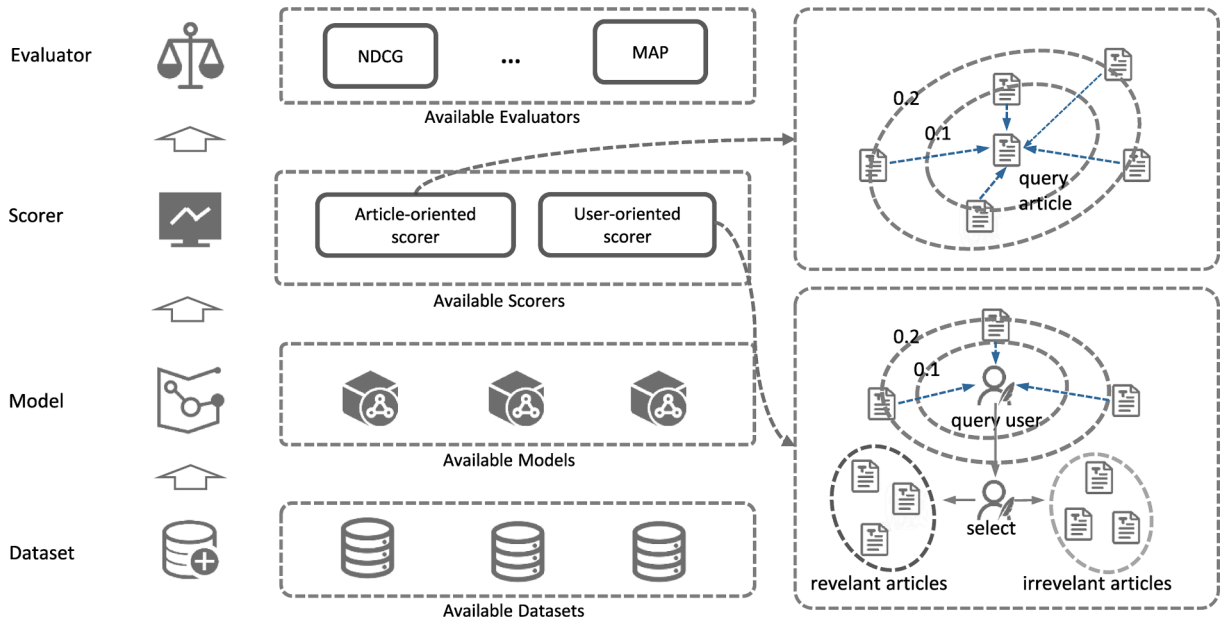 Evaluator
NDCG
...
MAP
Available Evaluators
Scorer
Article-oriented
scorer
User-oriented
scorer
Available Scorers
Model
Available Models
Dataset
Available Datasets
0.2
0.1
query
article
0.2
0.1
query user
select
revelant articles
irrevelant articles